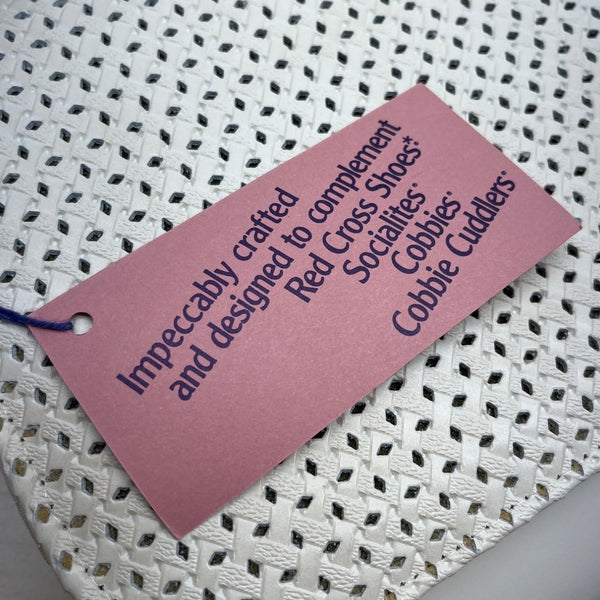 Impeccably crafted
and designed to complement
Red Cross Shoes®*
Socialites®
Cobbies®
Cobbie Cuddlers®